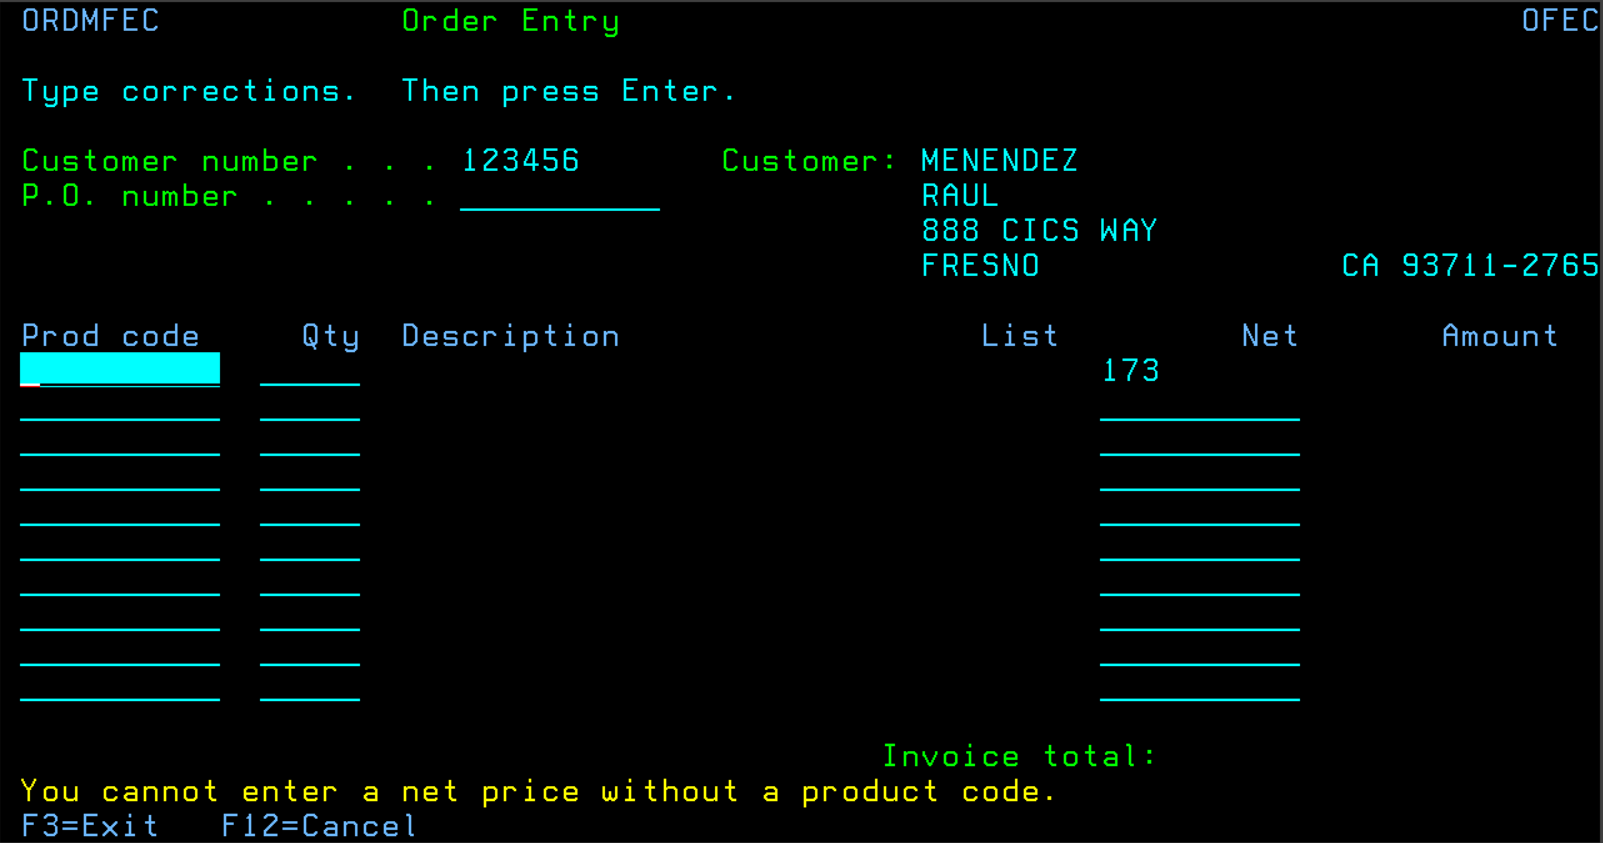 ORDMFEC Order Entry OFEC
Type corrections. Then press Enter.
Customer number . . . 123456 Customer: MENENDEZ
P.O. number . . . . . RAUL
888 CICS WAY
FRESNO CA 93711-2765
Prod code Qty Description List Net Amount
173
Invoice total:
You cannot enter a net price without a product code.
F3=Exit F12=Cancel